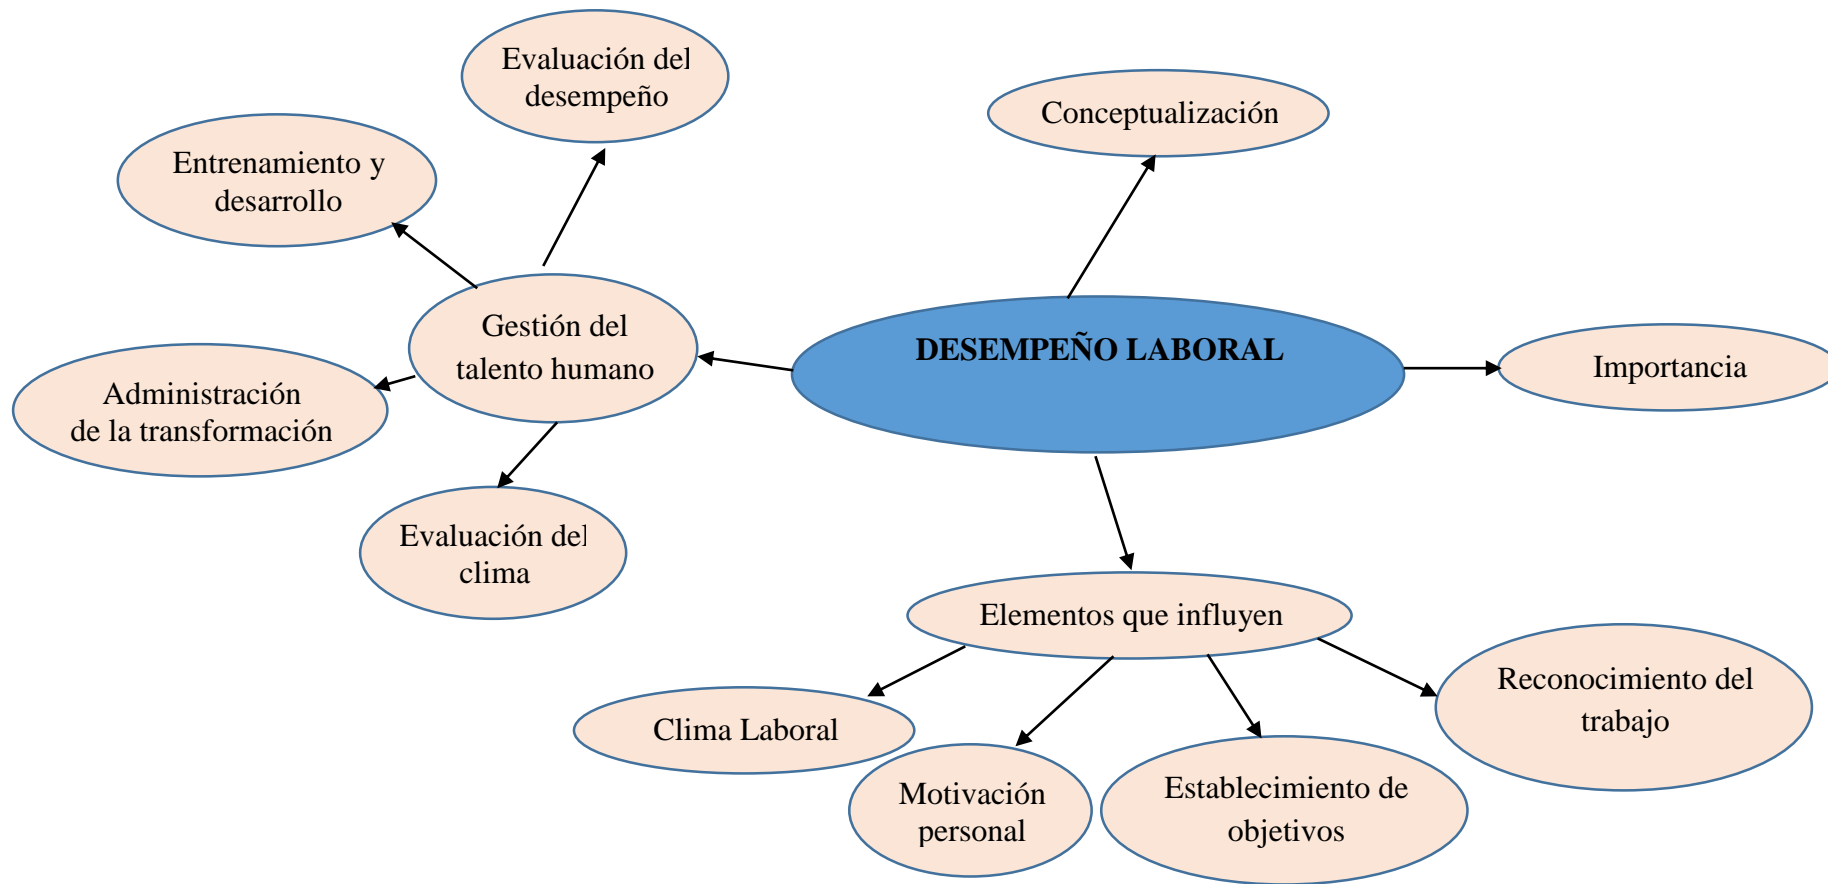 Evaluación del
desempeño
Conceptualización
Entrenamiento y
desarrollo
Gestión del
talento humano
DESEMPEÑO LABORAL
Importancia
Administración
de la transformación
Evaluación del
clima
Elementos que influyen
Reconocimiento del
trabajo
Clima Laboral
Motivación
personal
Establecimiento de
objetivos